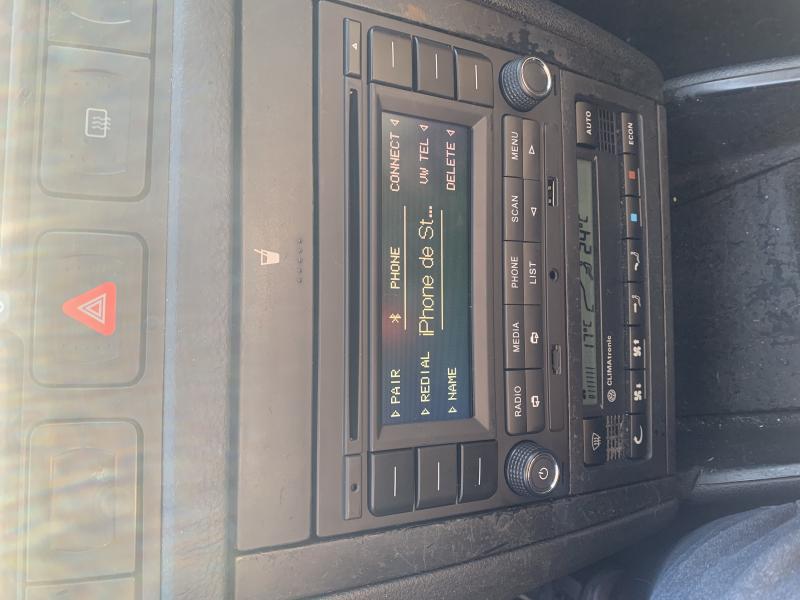 PHONE
PAIR
CONNECT
REDIAL
iPhone de St...
VW TEL
NAME
DELETE
RADIO
MEDIA
PHONE
SCAN
MENU
LIST
17°C
24°C
AUTO
CLIMAtronic
ECON